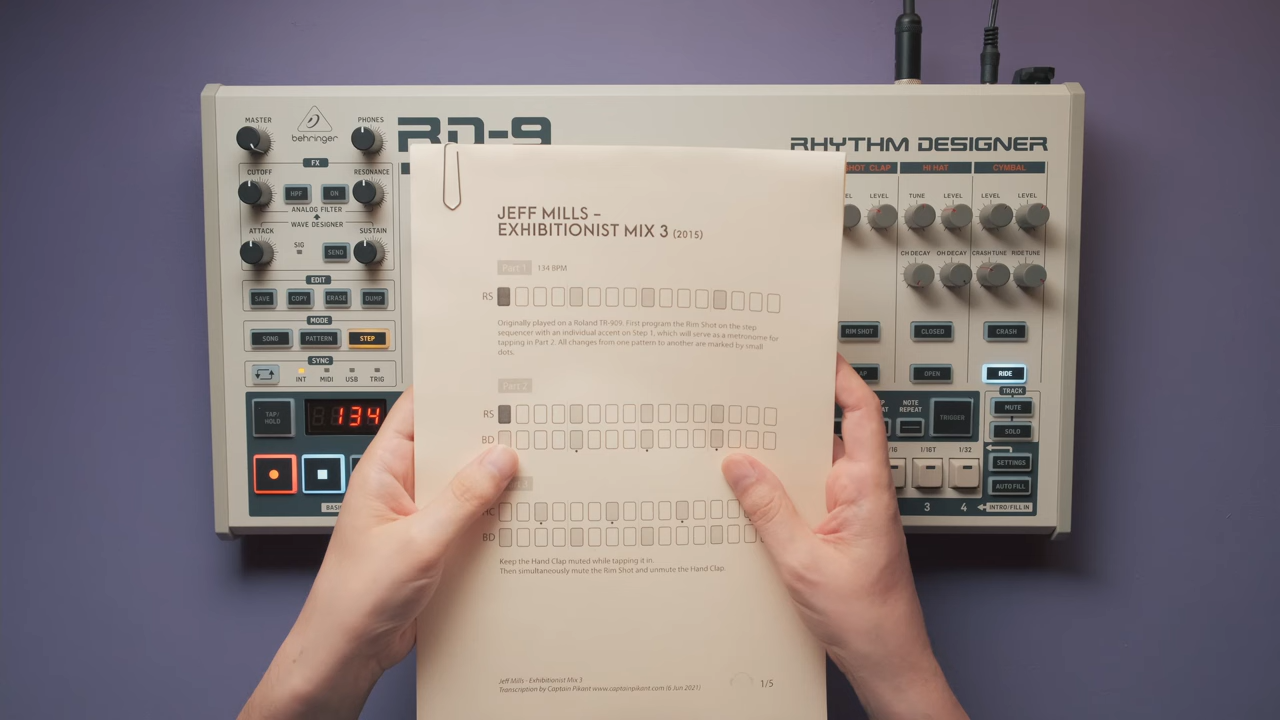 MASTER
behringer
PHONES
RD-9
RHYTHM DESIGNER
FX
CUTOFF
RESONANCE
HPF
ON
ANALOG FILTER
WAVE DESIGNER
ATTACK
SUSTAIN
SIG
SEND
EDIT
SAVE
COPY
ERASE
DUMP
MODE
SONG
PATTERN
STEP
SYNC
INT
MIDI
USB
TRIG
TAP/
HOLD
134
JEFF MILLS –
EXHIBITIONIST MIX 3 (2015)
Part 1
134 BPM
RS
Originally played on a Roland TR-909. First program the Rim Shot on the step
sequencer with an individual accent on Step 1, which will serve as a metronome for
tapping in Part 2. All changes from one pattern to another are marked by small
dots.
Part 2
RS
BD
BD
Keep the Hand Clap muted while tapping it in.
Then simultaneously mute the Rim Shot and unmute the Hand Clap.
Jeff Mills - Exhibitionist Mix 3
Transcription by Captain Pikant www.captainpikant.com (6 Jun 2021)
1/5
CLAP
HI HAT
CYMBAL
LEVEL
TUNE
LEVEL
LEVEL
LEVEL
CH DECAY
OH DECAY
CRASH TUNE
RIDE TUNE
RIM SHOT
CLOSED
CRASH
OPEN
RIDE
TRACK
NOTE
REPEAT
TRIGGER
MUTE
SOLO
1/16T
1/32
SETTINGS
AUTO FILL
3
4
INTRO/FILL IN